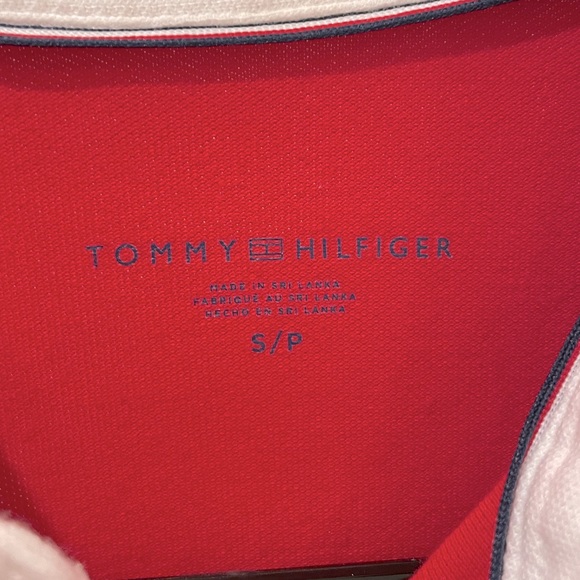 TOMMY HILFIGER
MADE IN SRI LANKA
FABRIQUÉ AU SRI LANKA
HECHO EN SRI LANKA
S/P